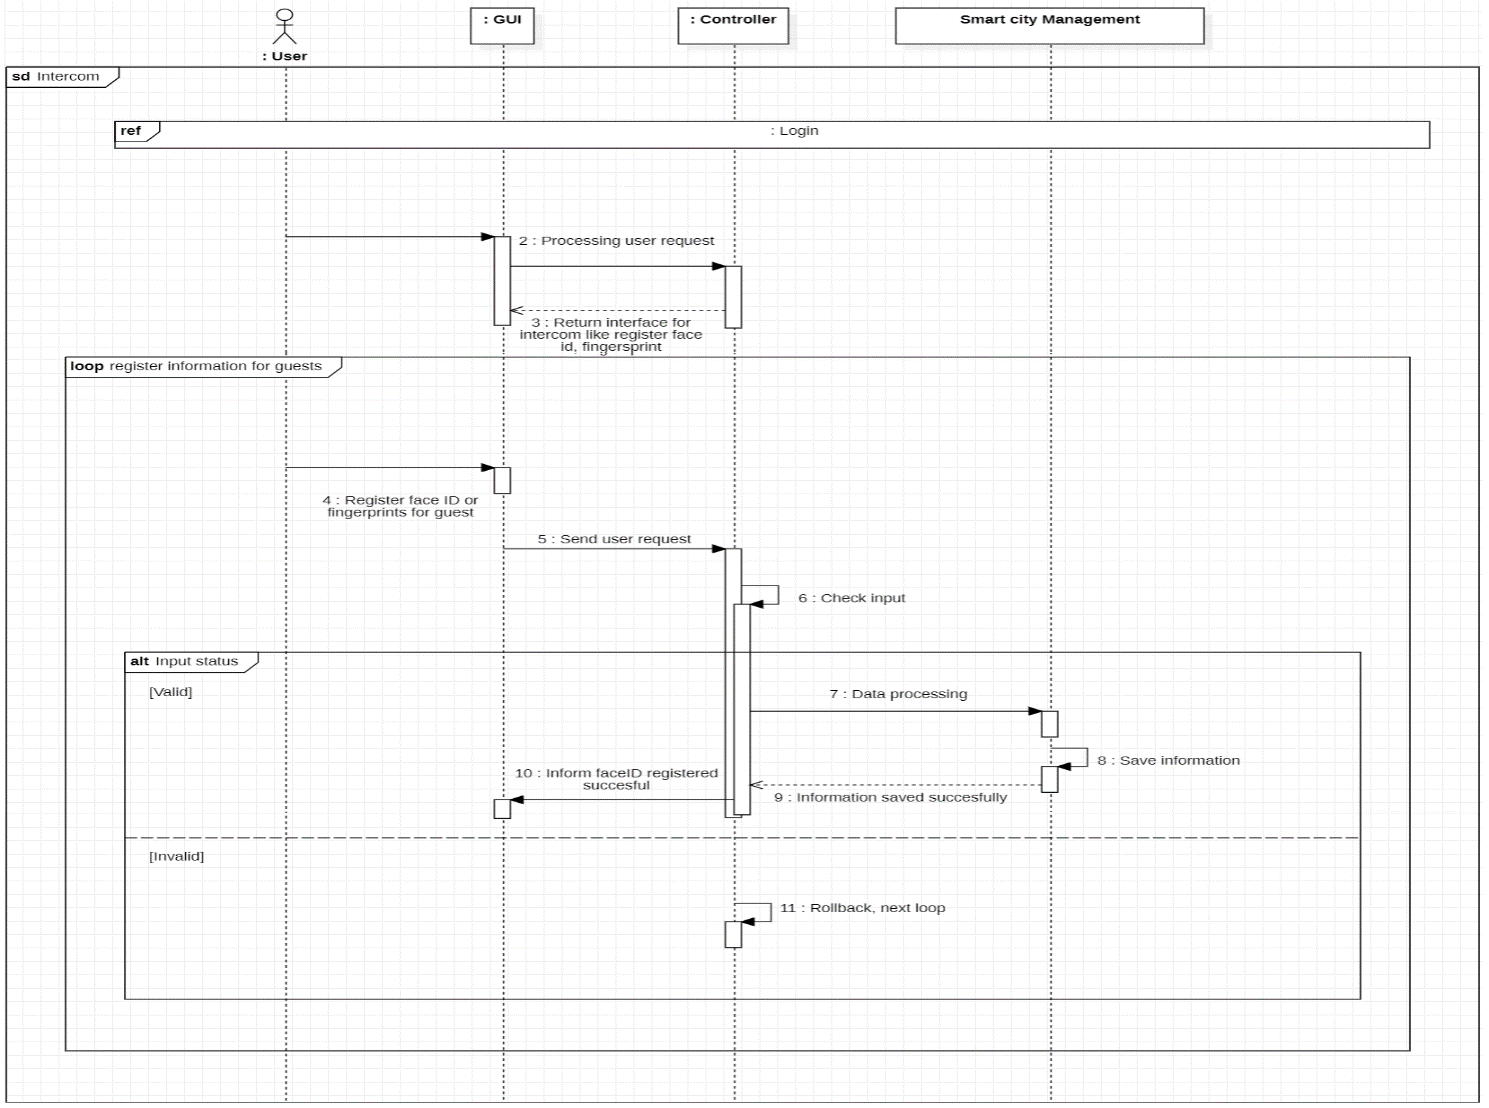 : User
: GUI
: Controller
Smart city Management
sd Intercom
ref
: Login
2 : Processing user request
3 : Return interface for
intercom like register face
id, fingersprint
loop register information for guests
4 : Register face ID or
fingerprints for guest
5 : Send user request
6 : Check input
alt Input status
[Valid]
7 : Data processing
8 : Save information
10 : Inform faceID registered
succesful
9 : Information saved succesfully
[Invalid]
11 : Rollback, next loop